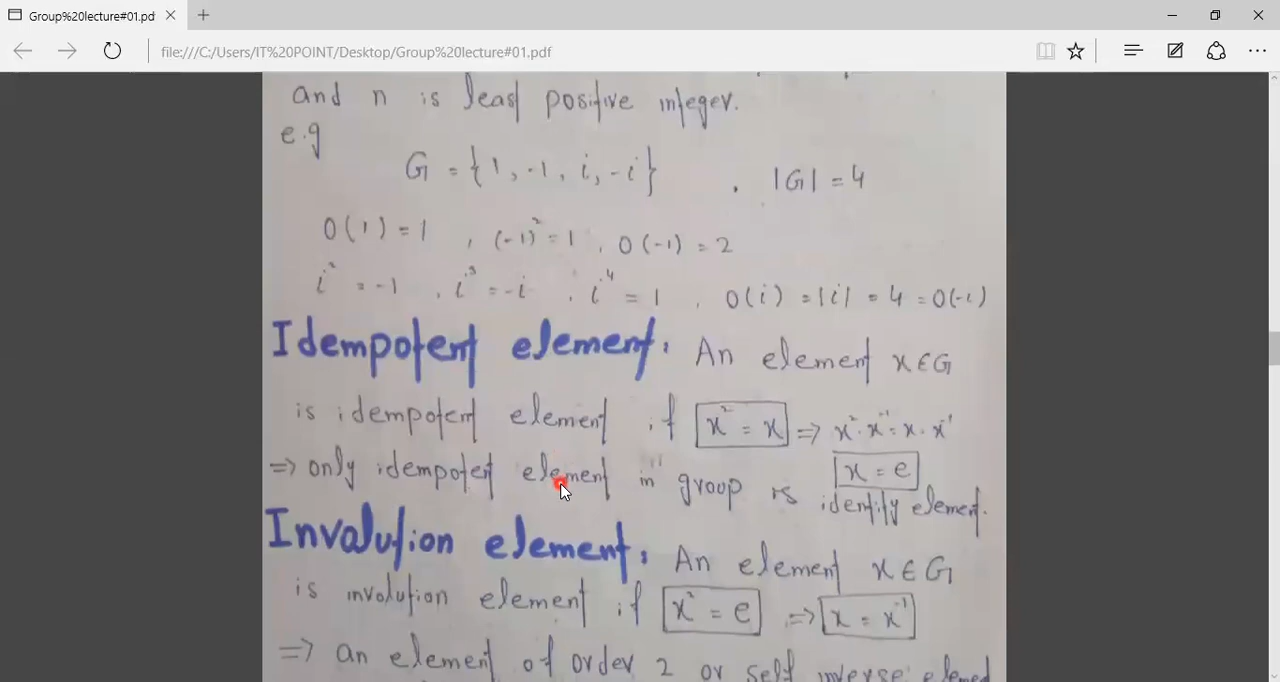 Group%20lecture#01.pd
file:///C:/Users/IT%20POINT/Desktop/Group%20lecture#01.pdf
and n is least positive integer.
e.g
G = {1, -1, i, -i} . |G| = 4
O(1) = 1 , (-1)² = 1 , O(-1) = 2
i² = -1 , i³ = -i , i⁴ = 1 , O(i) = |i| = 4 = O(-i)
Idempotent element: An element x ∈ G
is idempotent element if x² = x ⇒ x²·x⁻¹ = x·x⁻¹
x = e
⇒ only idempotent element in group is identity element.
Invalution element: An element x ∈ G
is involution element if x² = e ⇒ x = x⁻¹
⇒ an element of order 2 or self inverse element